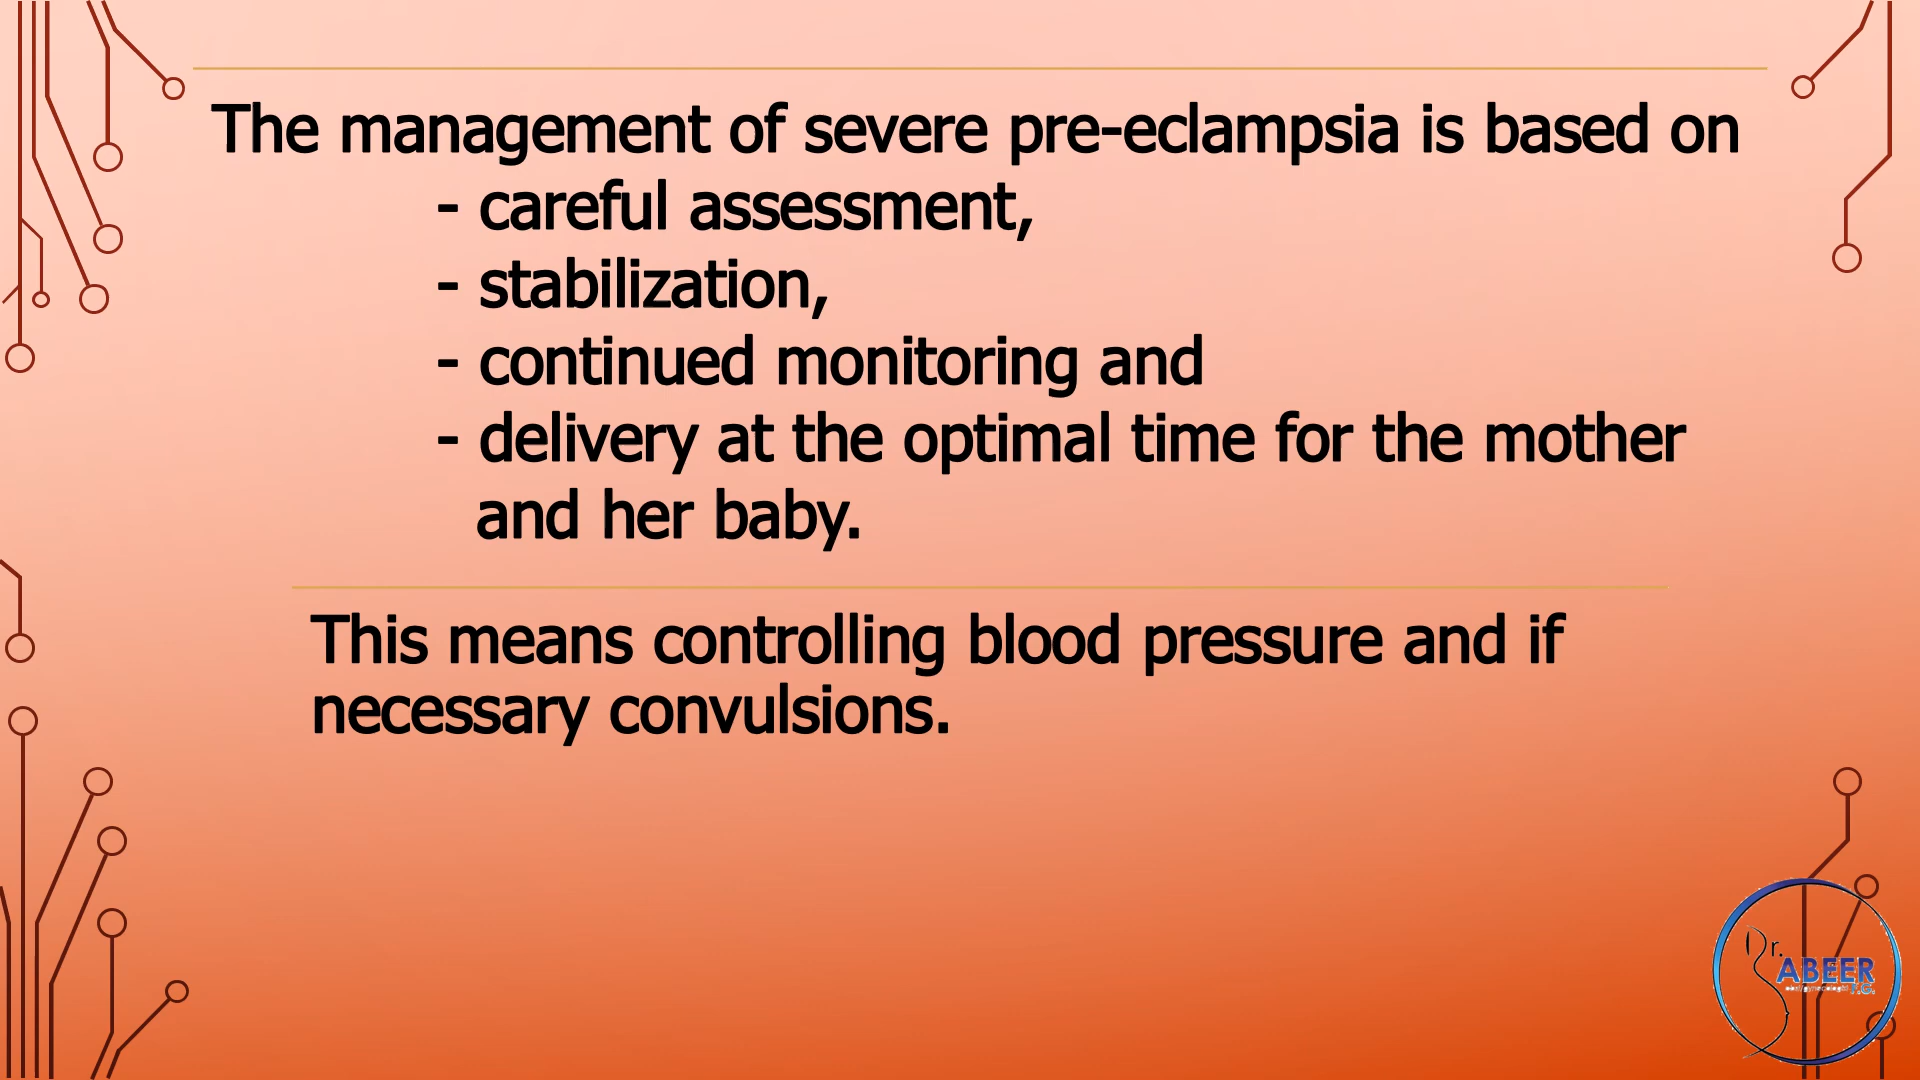 The management of severe pre-eclampsia is based on
- careful assessment,
- stabilization,
- continued monitoring and
- delivery at the optimal time for the mother
and her baby.
This means controlling blood pressure and if
necessary convulsions.
Dr.
ABEER
F.G.